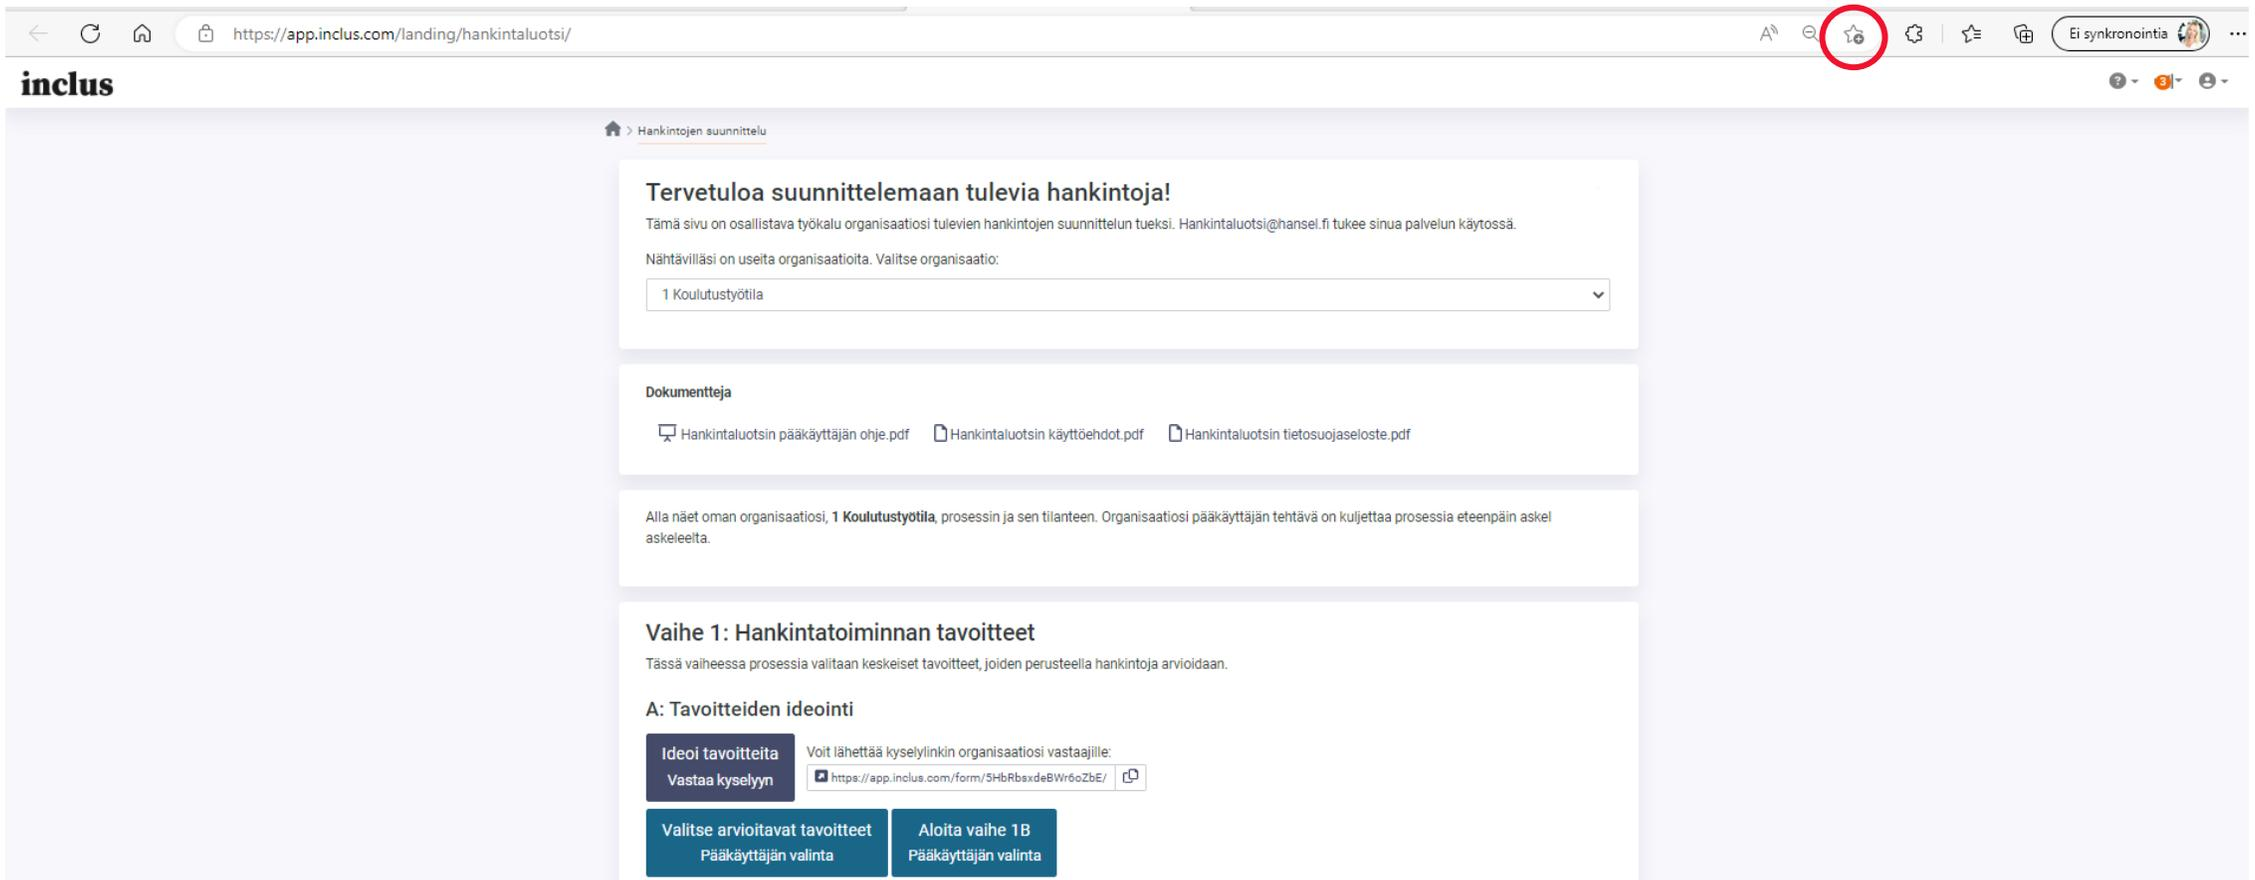 https://app.inclus.com/landing/hankintaluotsi/
Ei synkronointia
inclus
3
Hankintojen suunnittelu
Tervetuloa suunnittelemaan tulevia hankintoja!
Tämä sivu on osallistava työkalu organisaatiosi tulevien hankintojen suunnittelun tueksi. Hankintaluotsi@hansel.fi tukee sinua palvelun käytössä.
Nähtävilläsi on useita organisaatioita. Valitse organisaatio:
1 Koulutustyötila
Dokumentteja
Hankintaluotsin pääkäyttäjän ohje.pdf Hankintaluotsin käyttöehdot.pdf Hankintaluotsin tietosuojaseloste.pdf
Alla näet oman organisaatiosi, 1 Koulutustyötila, prosessin ja sen tilanteen. Organisaatiosi pääkäyttäjän tehtävä on kuljettaa prosessia eteenpäin askel
askeleelta.
Vaihe 1: Hankintatoiminnan tavoitteet
Tässä vaiheessa prosessia valitaan keskeiset tavoitteet, joiden perusteella hankintoja arvioidaan.
A: Tavoitteiden ideointi
Ideoi tavoitteita
Vastaa kyselyyn
Voit lähettää kyselylinkin organisaatiosi vastaajille:
https://app.inclus.com/form/5HbRbsxdeBWr6oZbE/
Valitse arvioitavat tavoitteet
Pääkäyttäjän valinta
Aloita vaihe 1B
Pääkäyttäjän valinta